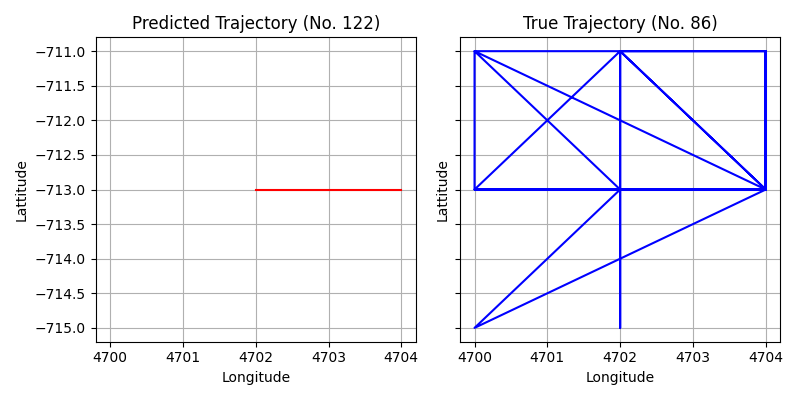 Predicted Trajectory (No. 122)
−711.0
−711.5
−712.0
−712.5
−713.0
−713.5
−714.0
−714.5
−715.0
Lattitude
4700 4701 4702 4703 4704
Longitude
True Trajectory (No. 86)
Lattitude
4700 4701 4702 4703 4704
Longitude